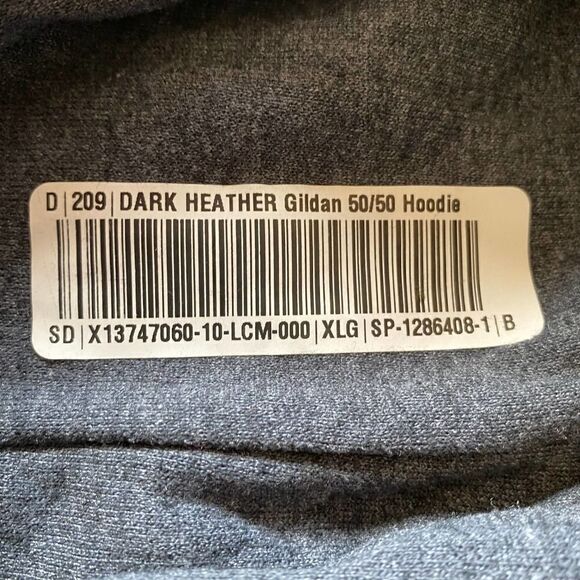 D | 209 | DARK HEATHER Gildan 50/50 Hoodie
SD | X13747060-10-LCM-000 | XLG | SP-1286408-1 | B